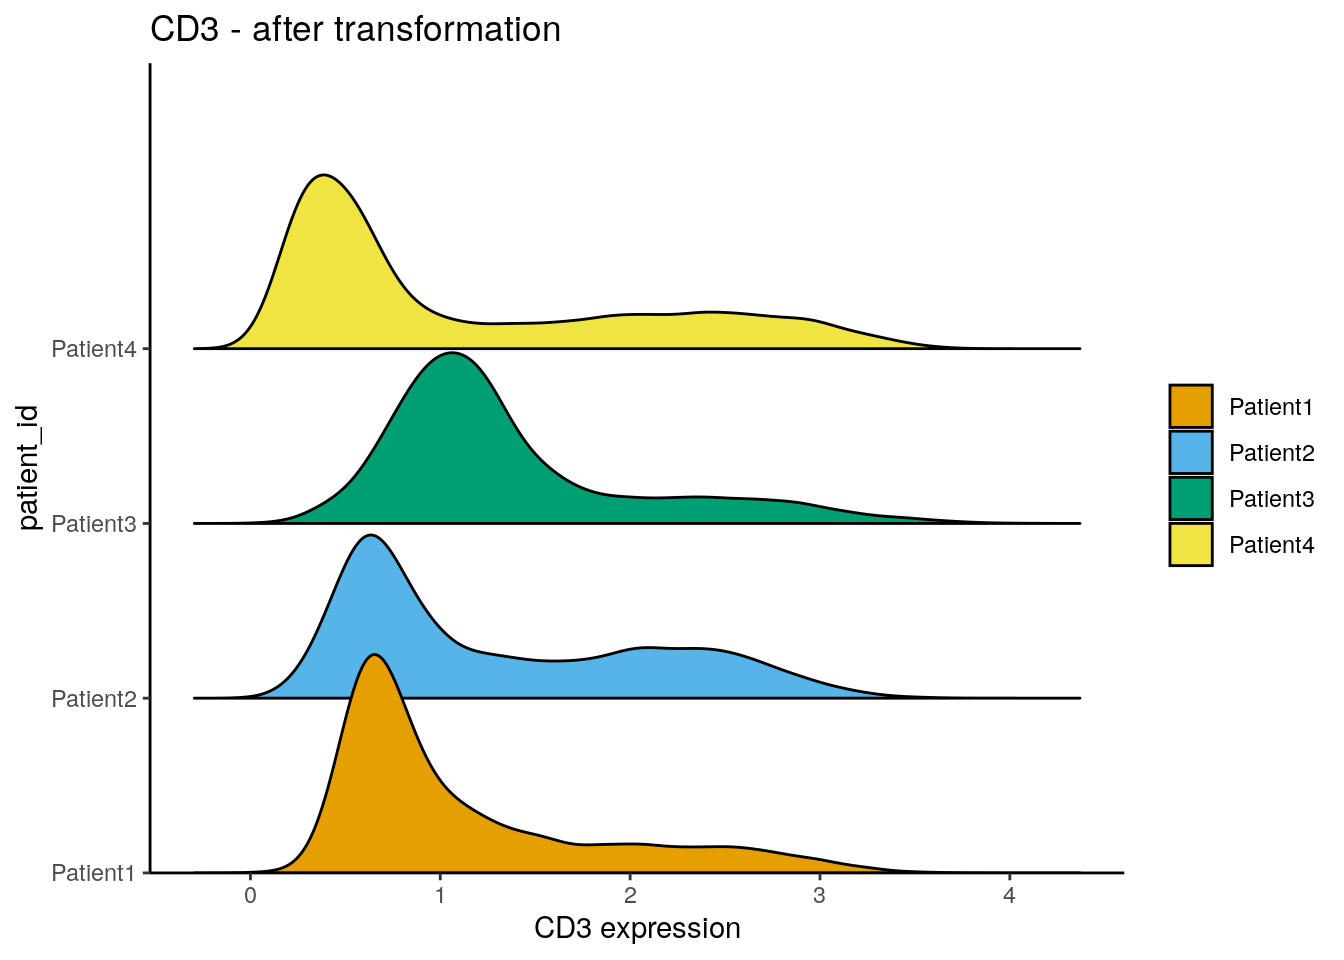 CD3 - after transformation
patient_id
Patient4
Patient3
Patient2
Patient1
0 1 2 3 4
CD3 expression
Patient1
Patient2
Patient3
Patient4